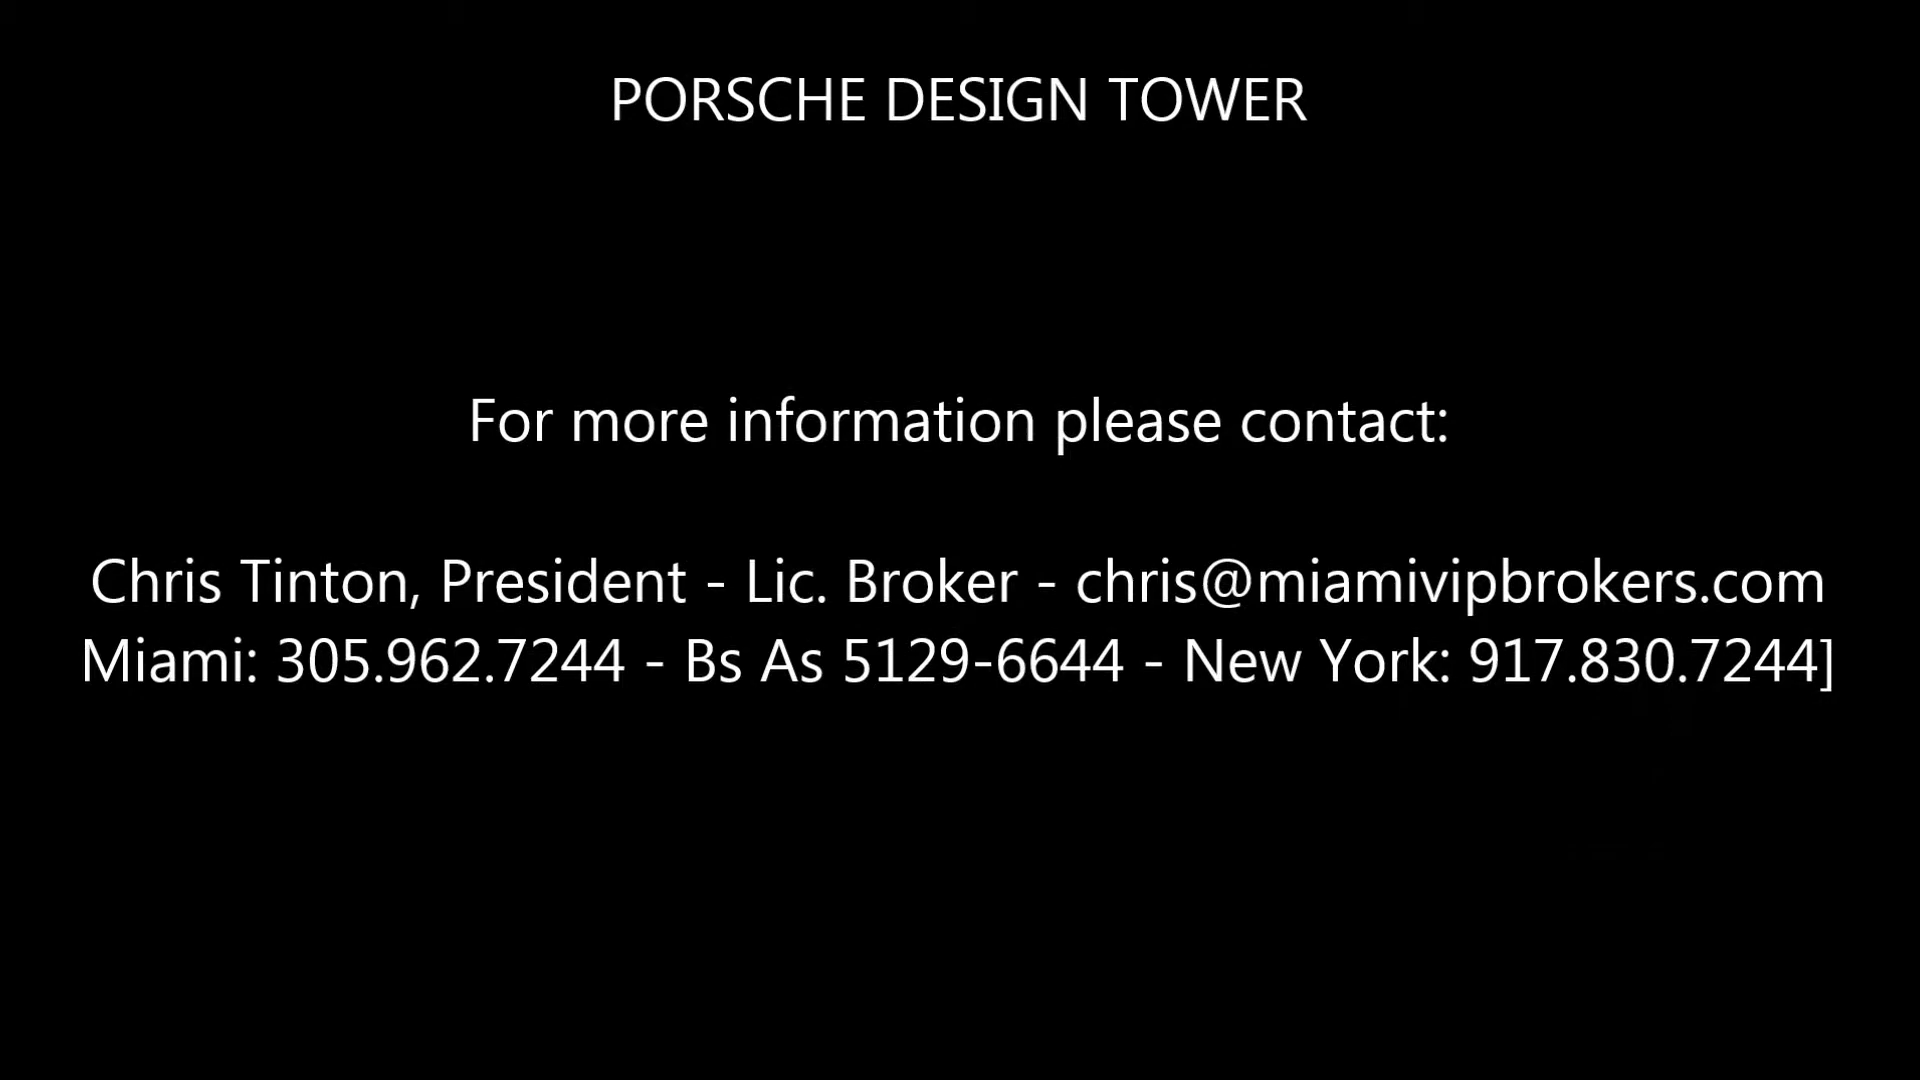 PORSCHE DESIGN TOWER
For more information please contact:
Chris Tinton, President - Lic. Broker - chris@miamivipbrokers.com
Miami: 305.962.7244 - Bs As 5129-6644 - New York: 917.830.7244]